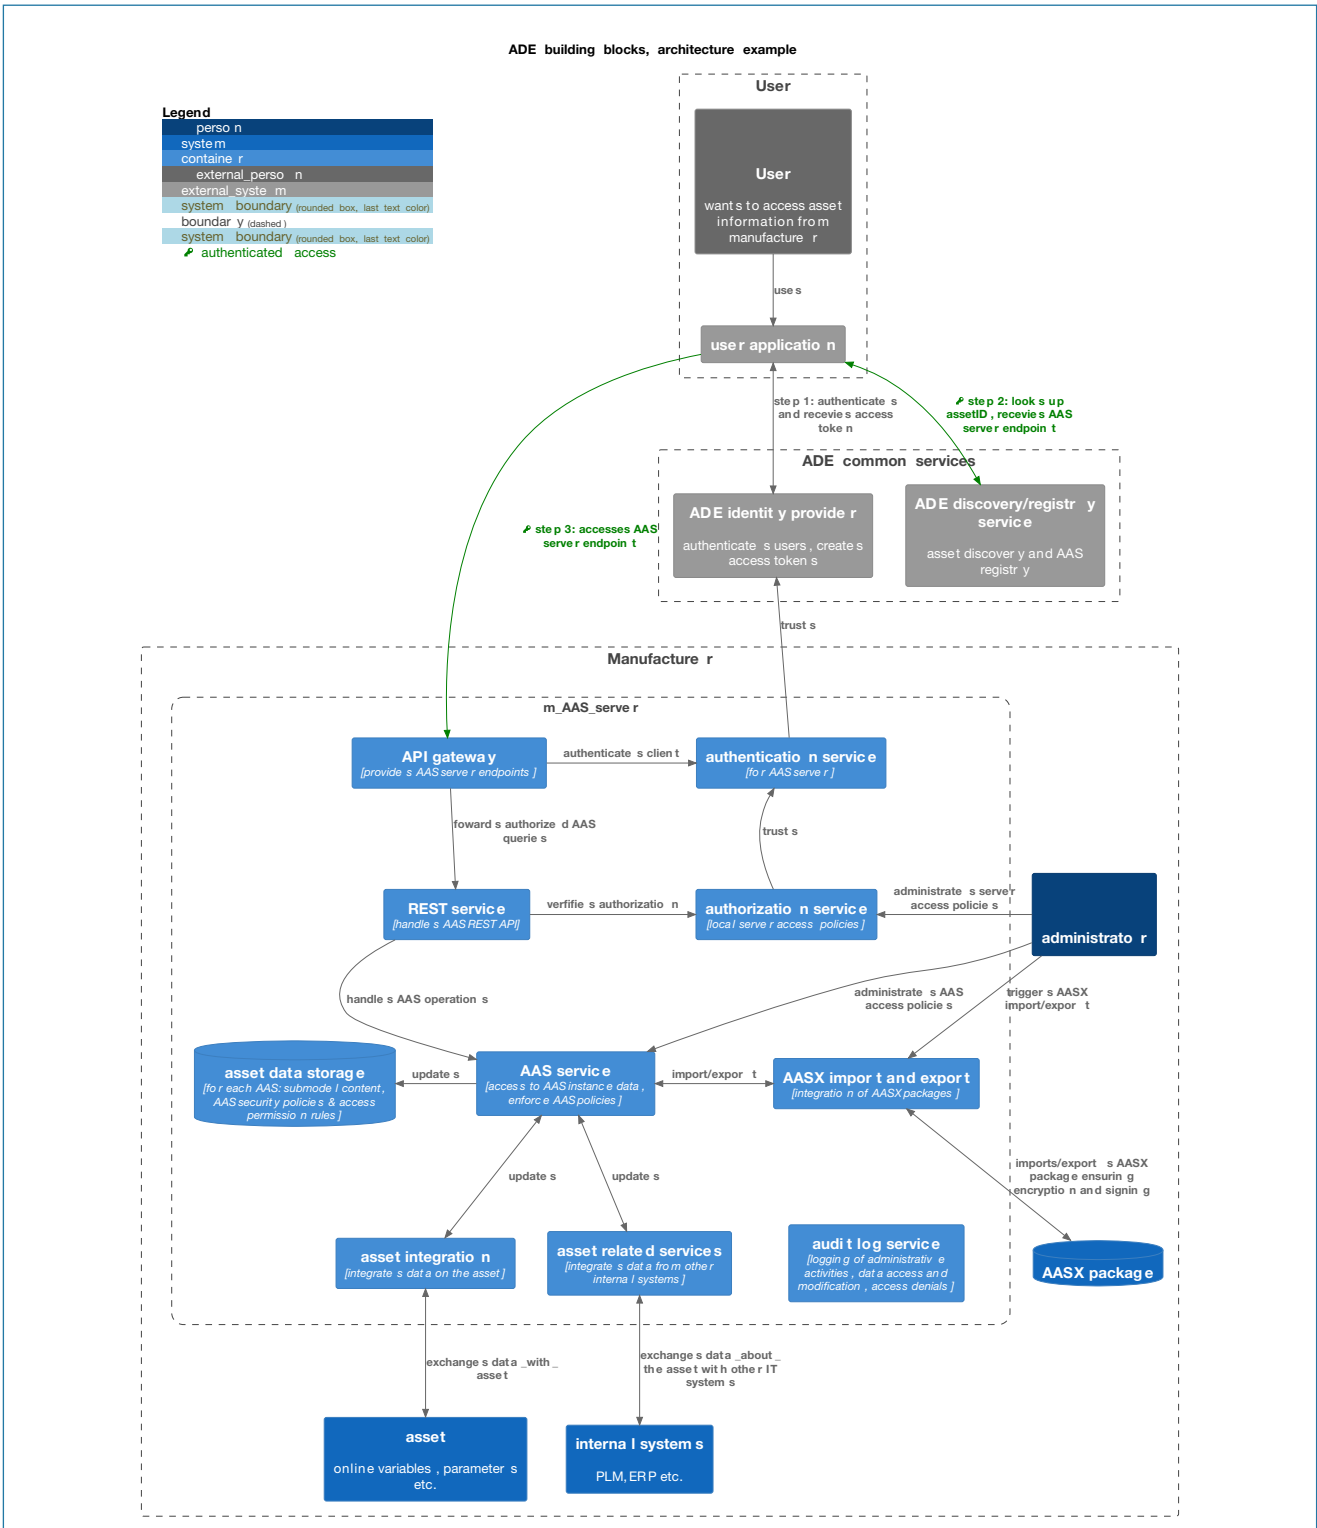 ADE building blocks, architecture example
Legend
person
system
container
external_person
external_system
system boundary (rounded box, last text color)
boundary (dashed)
system boundary (rounded box, last text color)
authenticated access
User
User
wants to access asset
information from
manufacturer
uses
user application
step 1: authenticates
and recevies access
token
step 2: looks up
assetID, recevies AAS
server endpoint
ADE common services
ADE identity provider
authenticates users, creates
access tokens
ADE discovery/registry
service
asset discovery and AAS
registry
step 3: accesses AAS
server endpoint
trusts
Manufacturer
m_AAS_server
API gateway
[provides AAS server endpoints]
authenticates client
authentication service
[for AAS server]
fowards authorized AAS
queries
trusts
REST service
[handles AAS REST API]
verfifies authorization
authorization service
[local server access policies]
administrates server
access policies
administrator
handles AAS operations
administrates AAS
access policies
triggers AASX
import/export
asset data storage
[for each AAS: submodel content,
AAS security policies & access
permission rules]
updates
AAS service
[access to AAS instance data,
enforce AAS policies]
import/export
AASX import and export
[integration of AASX packages]
updates
updates
imports/exports AASX
package ensuring
encryption and signing
asset integration
[integrates data on the asset]
asset related services
[integrates data from other
internal systems]
audit log service
[logging of administrative
activities, data access and
modification, access denials]
AASX package
exchanges data _with_
asset
exchanges data _about_
the asset with other IT
systems
asset
online variables, parameters
etc.
internal systems
PLM, ERP etc.